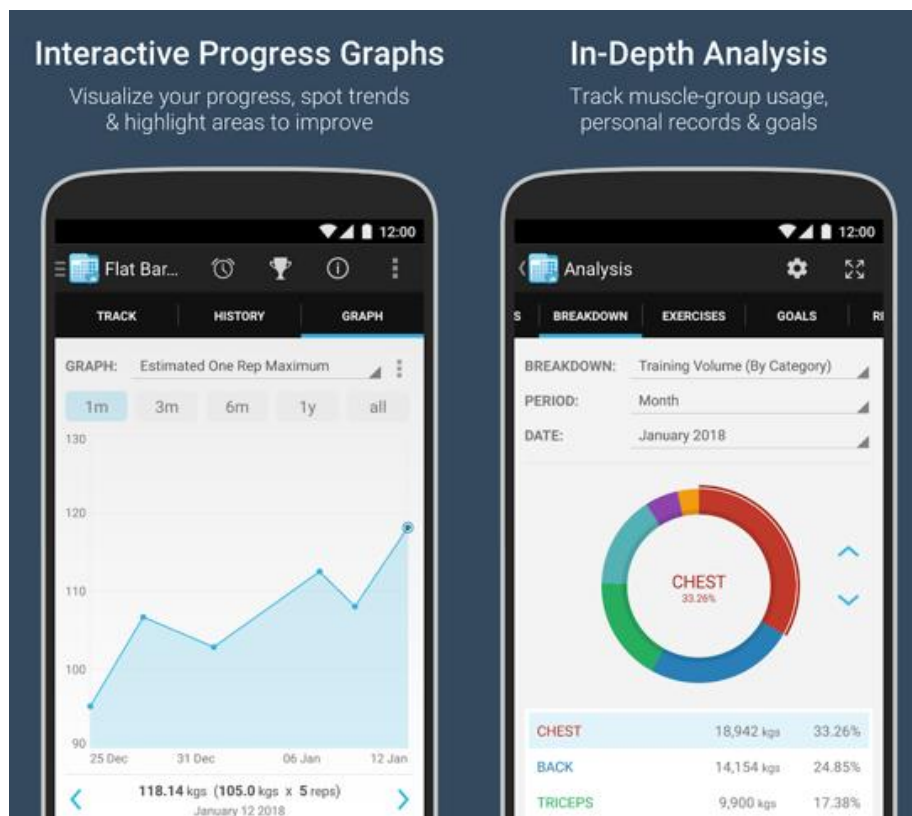 Interactive Progress Graphs
Visualize your progress, spot trends
& highlight areas to improve
12:00
Flat Bar...
TRACK HISTORY GRAPH
GRAPH: Estimated One Rep Maximum
1m 3m 6m 1y all
130
120
110
100
90
25 Dec 31 Dec 06 Jan 12 Jan
118.14 kgs (105.0 kgs x 5 reps)
January 12 2018
In-Depth Analysis
Track muscle-group usage,
personal records & goals
12:00
Analysis
S BREAKDOWN EXERCISES GOALS
BREAKDOWN: Training Volume (By Category)
PERIOD: Month
DATE: January 2018
CHEST
33.26%
CHEST 18,942 kgs 33.26%
BACK 14,154 kgs 24.85%
TRICEPS 9,900 kgs 17.38%